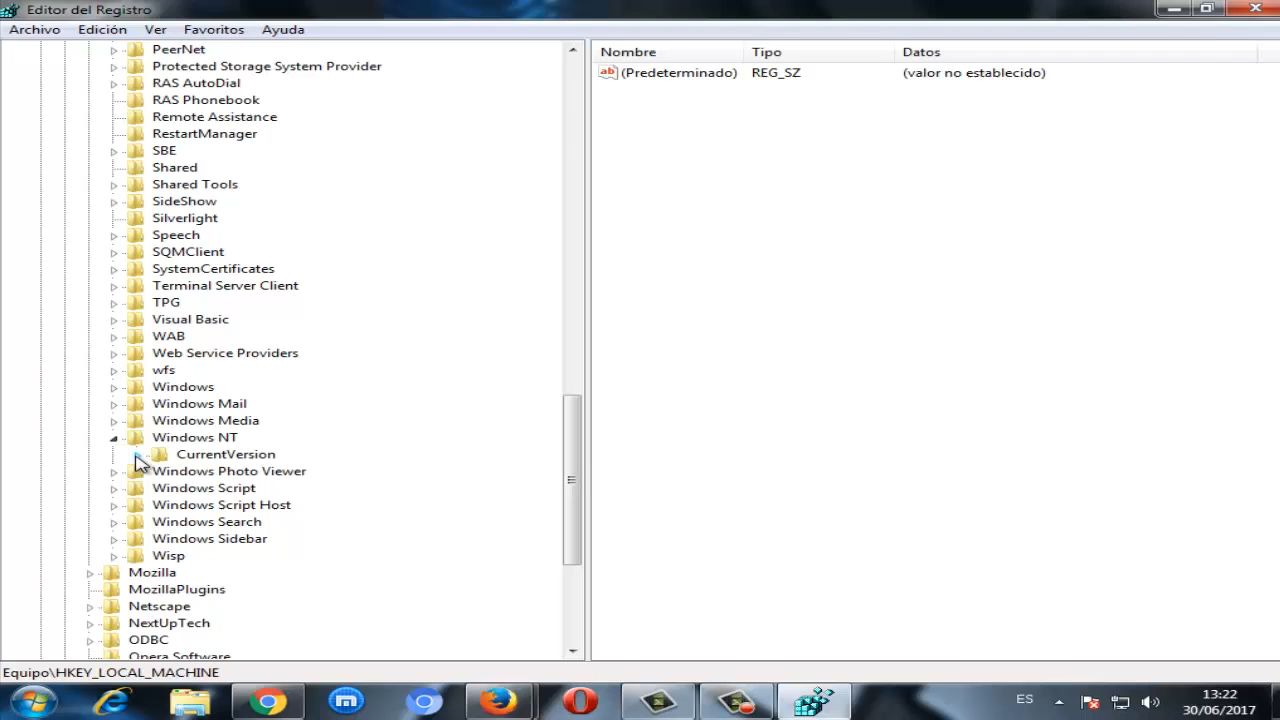 Editor del Registro
Archivo Edición Ver Favoritos Ayuda
PeerNet
Protected Storage System Provider
RAS AutoDial
RAS Phonebook
Remote Assistance
RestartManager
SBE
Shared
Shared Tools
SideShow
Silverlight
Speech
SQMClient
SystemCertificates
Terminal Server Client
TPG
Visual Basic
WAB
Web Service Providers
wfs
Windows
Windows Mail
Windows Media
Windows NT
CurrentVersion
Windows Photo Viewer
Windows Script
Windows Script Host
Windows Search
Windows Sidebar
Wisp
Mozilla
MozillaPlugins
Netscape
NextUpTech
ODBC
Opera Software
Nombre Tipo Datos
ab (Predeterminado) REG_SZ (valor no establecido)
Equipo\HKEY_LOCAL_MACHINE
ES
13:22
30/06/2017